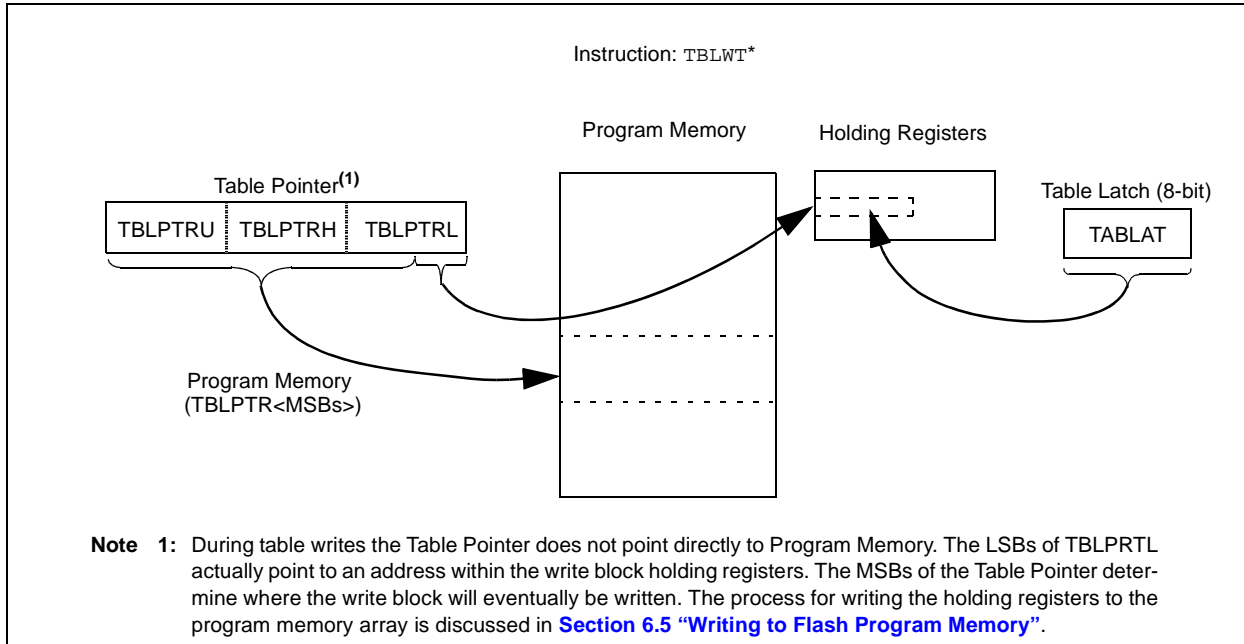 Instruction: TBLWT*
Program Memory
Holding Registers
Table Pointer(1)
Table Latch (8-bit)
TBLPTRU TBLPTRH TBLPTRL
TABLAT
Program Memory
(TBLPTR<MSBs>)
Note 1: During table writes the Table Pointer does not point directly to Program Memory. The LSBs of TBLPRTL
actually point to an address within the write block holding registers. The MSBs of the Table Pointer deter-
mine where the write block will eventually be written. The process for writing the holding registers to the
program memory array is discussed in Section 6.5 “Writing to Flash Program Memory”.